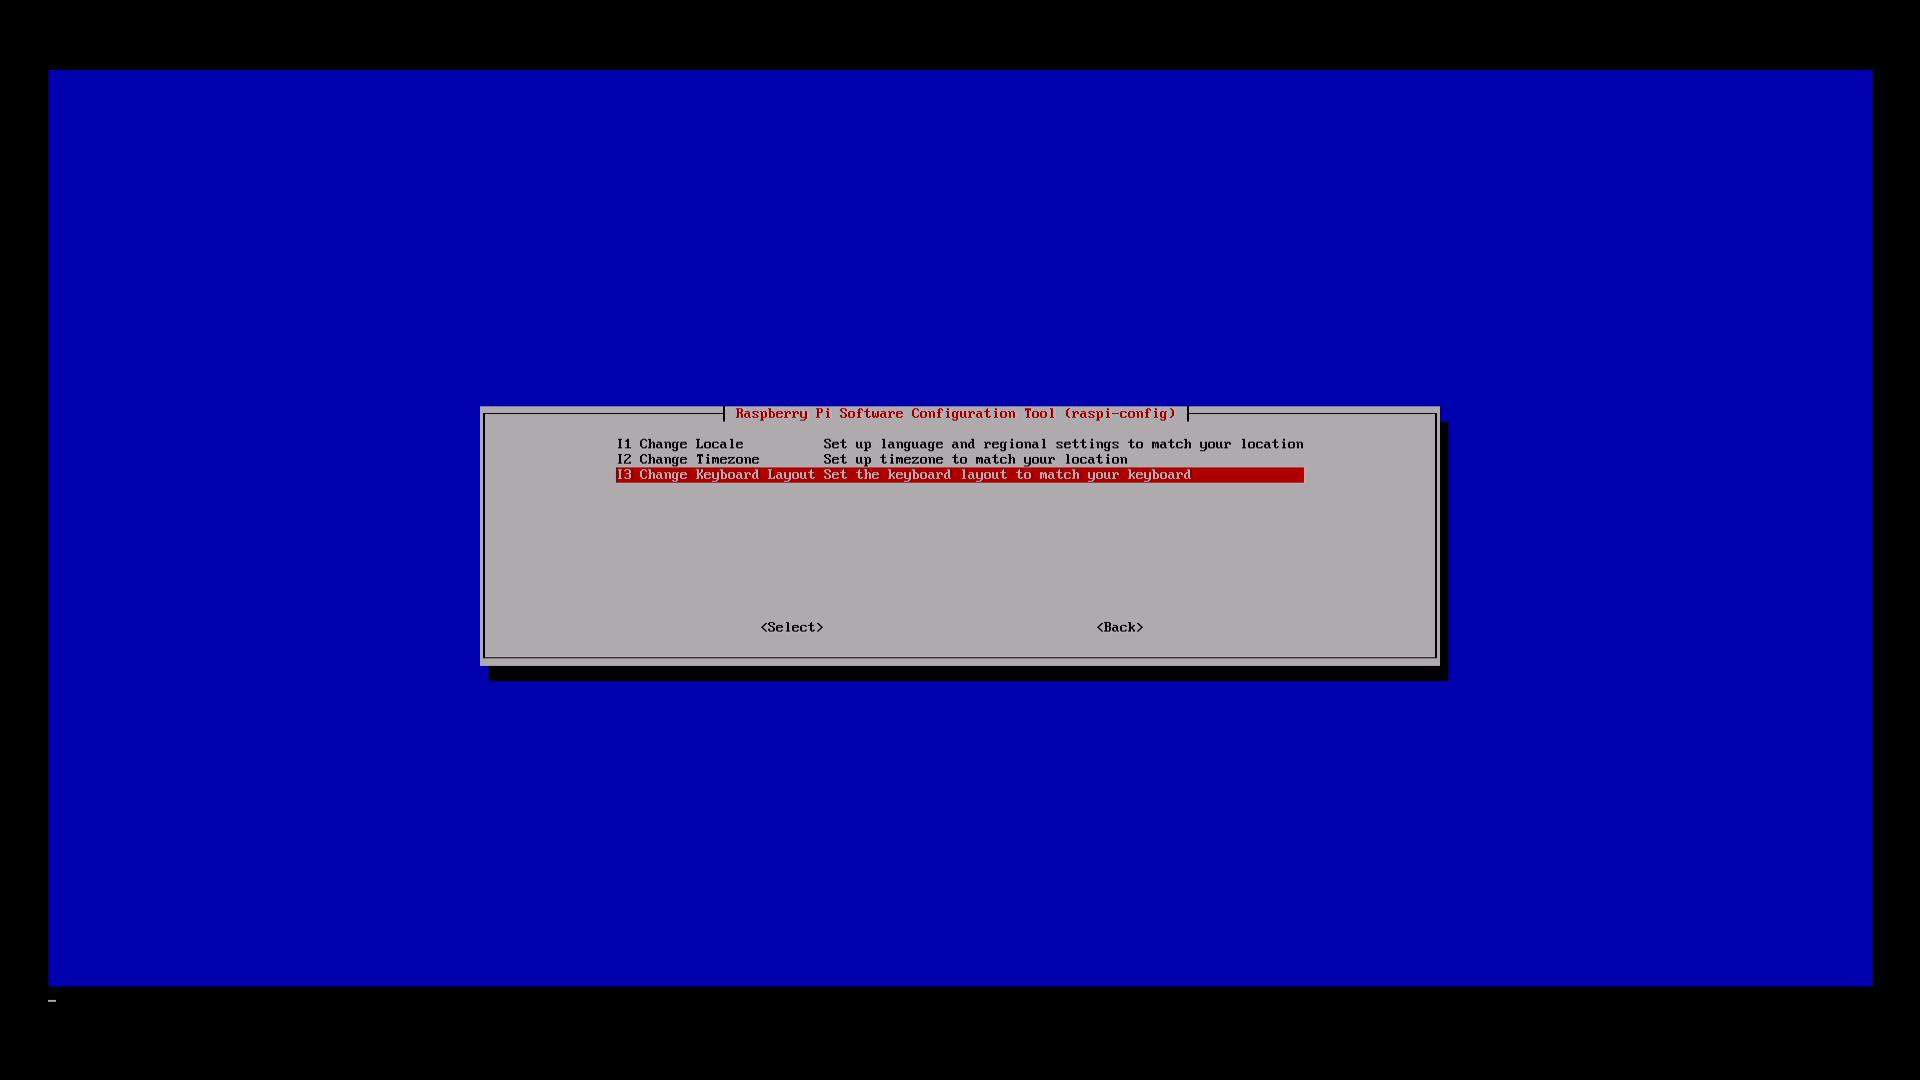 Raspberry Pi Software Configuration Tool (raspi-config)
I1 Change Locale Set up language and regional settings to match your location
I2 Change Timezone Set up timezone to match your location
I3 Change Keyboard Layout Set the keyboard layout to match your keyboard
<Select> <Back>